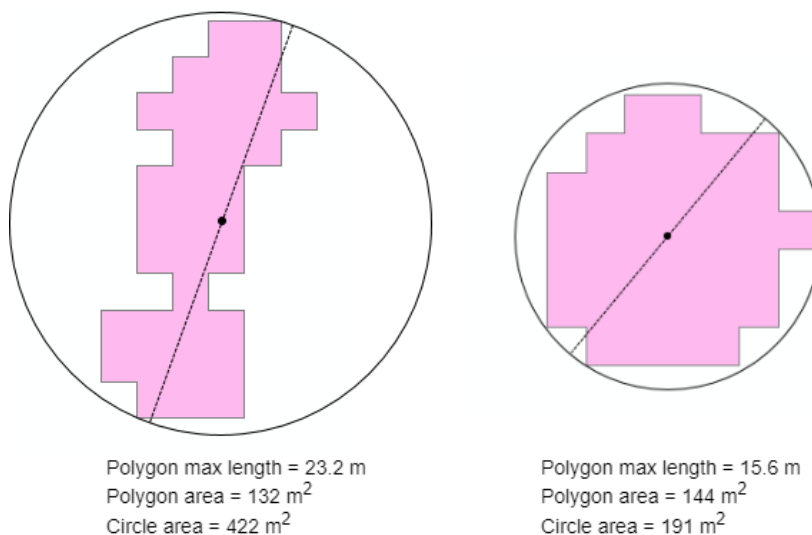 Polygon max length = 23.2 m
Polygon area = 132 m²
Circle area = 422 m²
Polygon max length = 15.6 m
Polygon area = 144 m²
Circle area = 191 m²